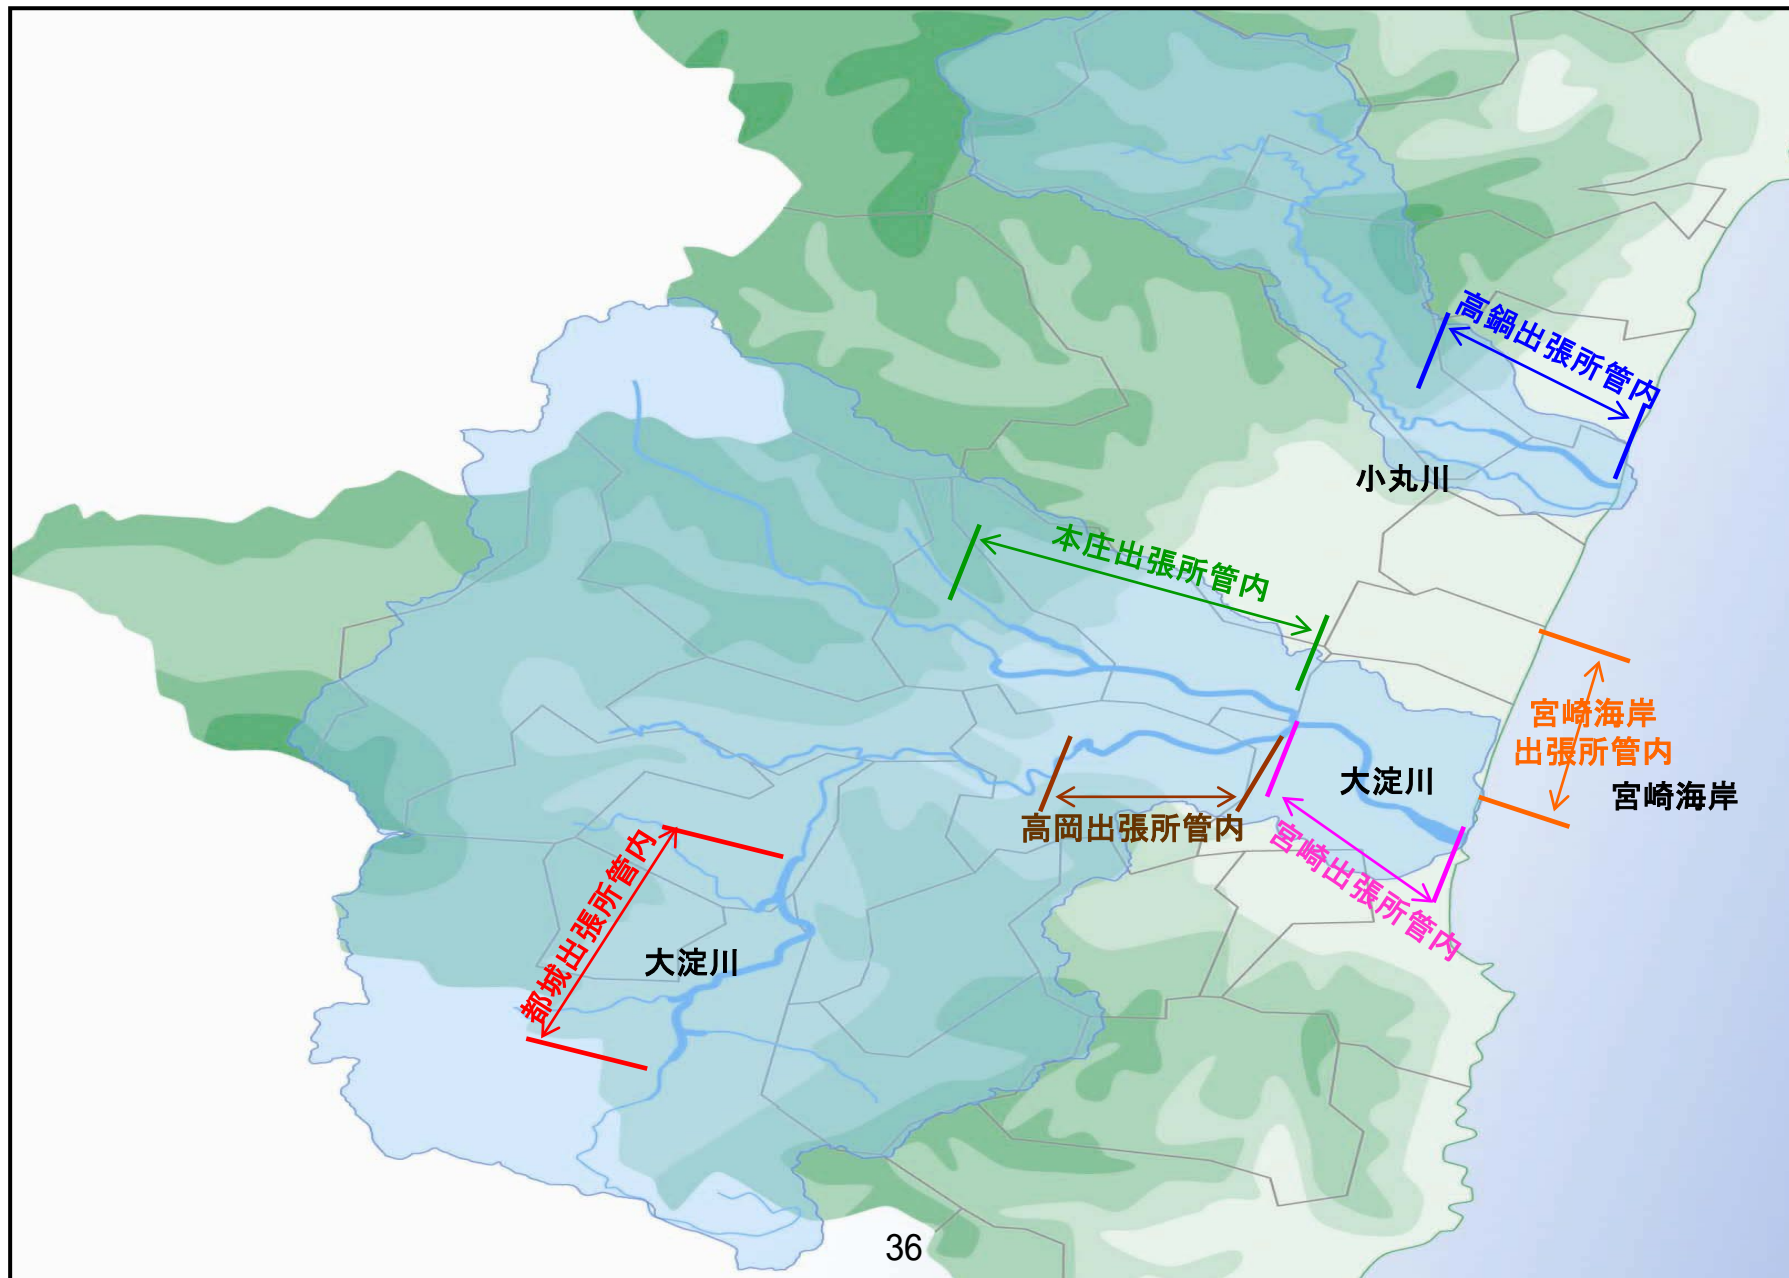 高鍋出張所管内
小丸川
本庄出張所管内
宮崎海岸
出張所管内
宮崎海岸
大淀川
高岡出張所管内
宮崎出張所管内
都城出張所管内
大淀川
36